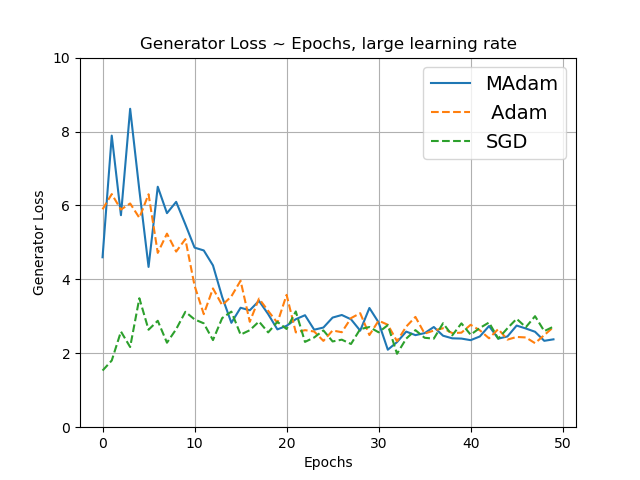 Generator Loss ~ Epochs, large learning rate
Generator Loss
10
8
6
4
2
0
0 10 20 30 40 50
Epochs
MAdam
Adam
SGD